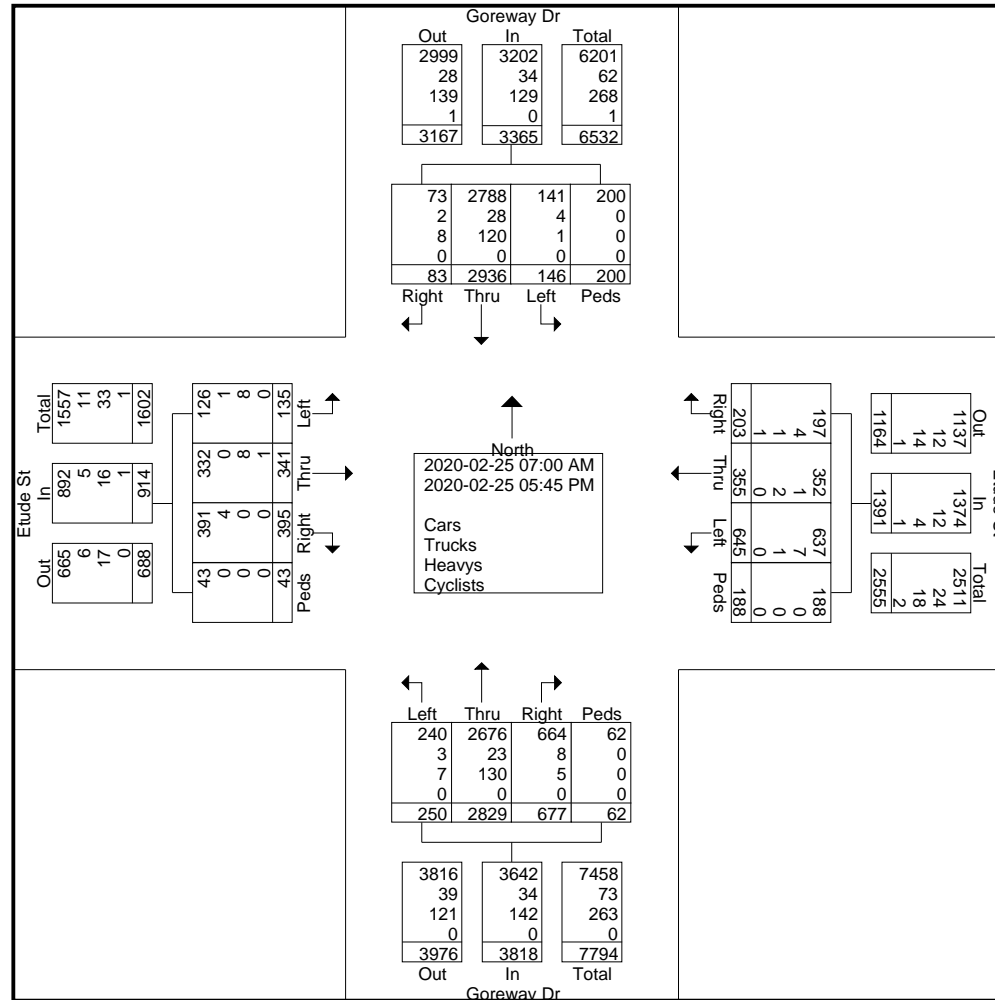 Goreway Dr
Out In Total
2999 3202 6201
28 34 62
139 129 268
1 0 1
3167 3365 6532
73 2788 141 200
2 28 4 0
8 120 1 0
0 0 0 0
83 2936 146 200
Right Thru Left Peds
Etude St
Total In Out
1557 892 665
11 5 6
33 16 17
1 1 0
1602 914 688
126 332 391 43
1 0 4 0
8 8 0 0
0 1 0 0
135 341 395 43
Left Thru Right Peds
North
2020-02-25 07:00 AM
2020-02-25 05:45 PM
Cars
Trucks
Heavys
Cyclists
Right Thru Left Peds
203 355 645 188
1 0 0 0
1 2 1 0
4 1 7 0
197 352 637 188
Out In Total
1137 1374 2511
12 12 24
14 4 18
1 1 2
1164 1391 2555
Left Thru Right Peds
240 2676 664 62
3 23 8 0
7 130 5 0
0 0 0 0
250 2829 677 62
3816 3642 7458
39 34 73
121 142 263
0 0 0
3976 3818 7794
Out In Total
Goreway Dr